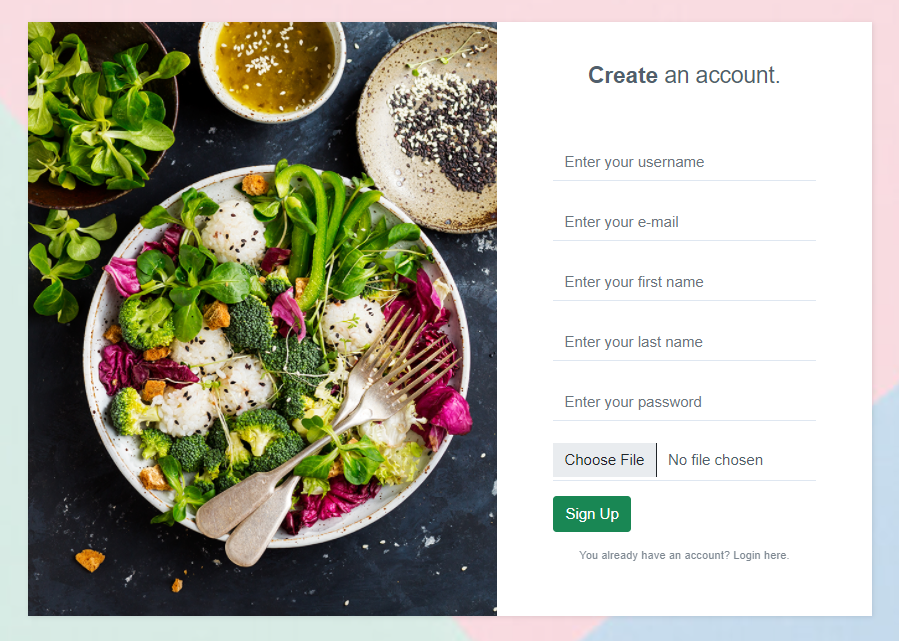 Create an account.
Enter your username
Enter your e-mail
Enter your first name
Enter your last name
Enter your password
Choose File No file chosen
Sign Up
You already have an account? Login here.